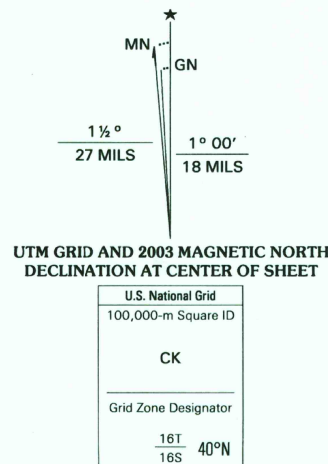 ★
MN
GN
1½°
27 MILS
1° 00′
18 MILS
UTM GRID AND 2003 MAGNETIC NORTH
DECLINATION AT CENTER OF SHEET
U.S. National Grid
100,000-m Square ID
CK
Grid Zone Designator
16T
16S
40°N